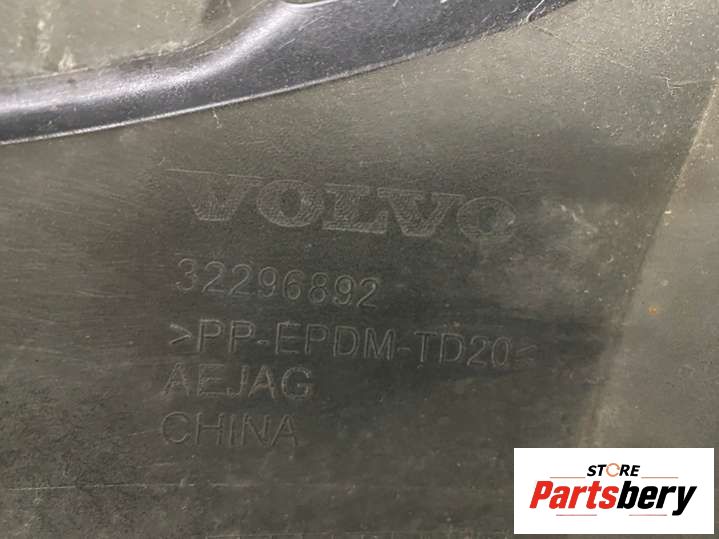 VOLVO
32296892
>PP-EPDM-TD20<
AEJAG
CHINA
STORE
Partsbery